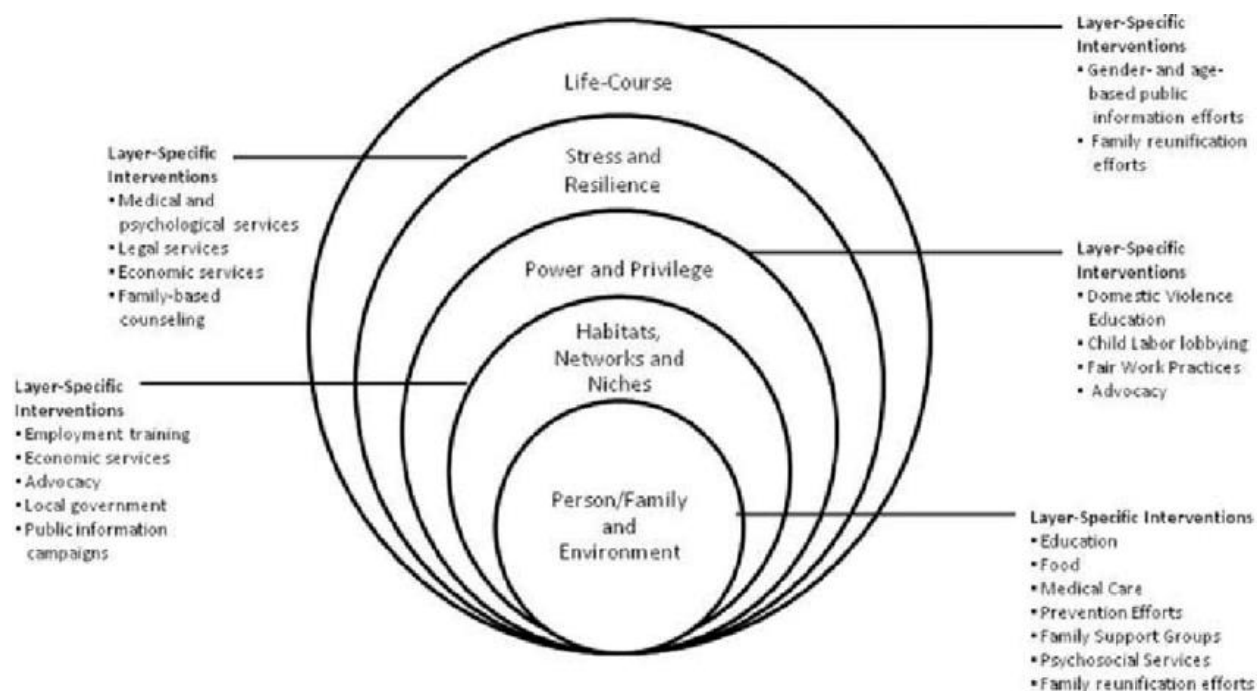 Life-Course
Stress and
Resilience
Power and Privilege
Habitats,
Networks and
Niches
Person/Family
and
Environment
Layer-Specific
Interventions
• Medical and
psychological services
• Legal services
• Economic services
• Family-based
counseling
Layer-Specific
Interventions
• Employment training
• Economic services
• Advocacy
• Local government
• Public information
campaigns
Layer-Specific
Interventions
• Gender- and age-
based public
information efforts
• Family reunification
efforts
Layer-Specific
Interventions
• Domestic Violence
Education
• Child Labor lobbying
• Fair Work Practices
• Advocacy
Layer-Specific Interventions
• Education
• Food
• Medical Care
• Prevention Efforts
• Family Support Groups
• Psychosocial Services
• Family reunification efforts